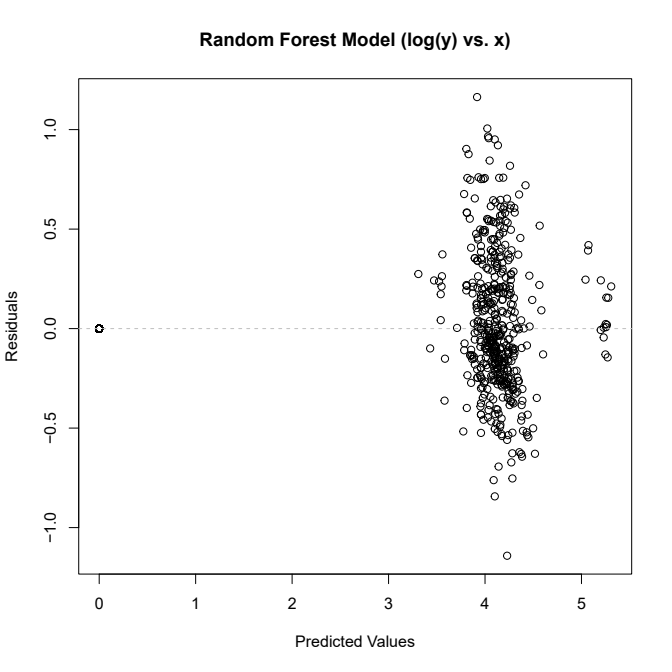 Random Forest Model (log(y) vs. x)
1.0
0.5
0.0
−0.5
−1.0
Residuals
0 1 2 3 4 5
Predicted Values